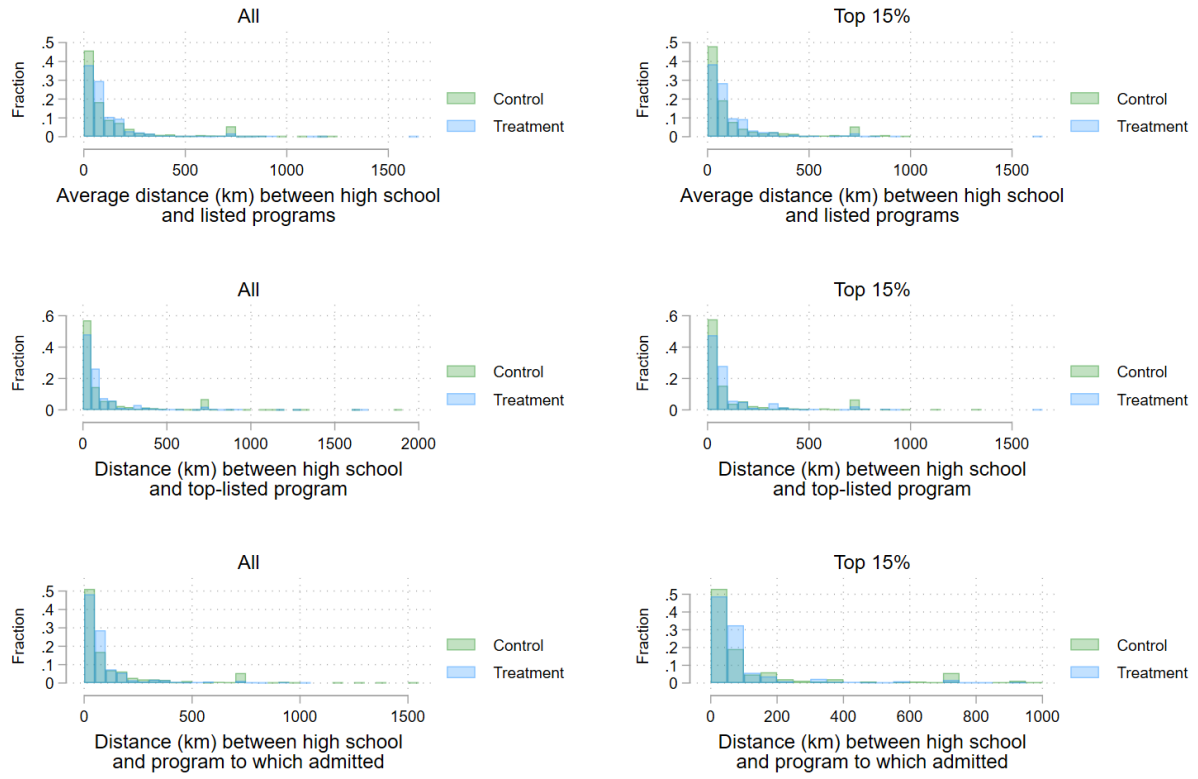 All
Fraction
.5
.4
.3
.2
.1
0
0 500 1000 1500
Average distance (km) between high school
and listed programs
Control
Treatment
Top 15%
Fraction
.5
.4
.3
.2
.1
0
0 500 1000 1500
Average distance (km) between high school
and listed programs
Control
Treatment
All
Fraction
.6
.4
.2
0
0 500 1000 1500 2000
Distance (km) between high school
and top-listed program
Control
Treatment
Top 15%
Fraction
.6
.4
.2
0
0 500 1000 1500
Distance (km) between high school
and top-listed program
Control
Treatment
All
Fraction
.5
.4
.3
.2
.1
0
0 500 1000 1500
Distance (km) between high school
and program to which admitted
Control
Treatment
Top 15%
Fraction
.5
.4
.3
.2
.1
0
0 200 400 600 800 1000
Distance (km) between high school
and program to which admitted
Control
Treatment